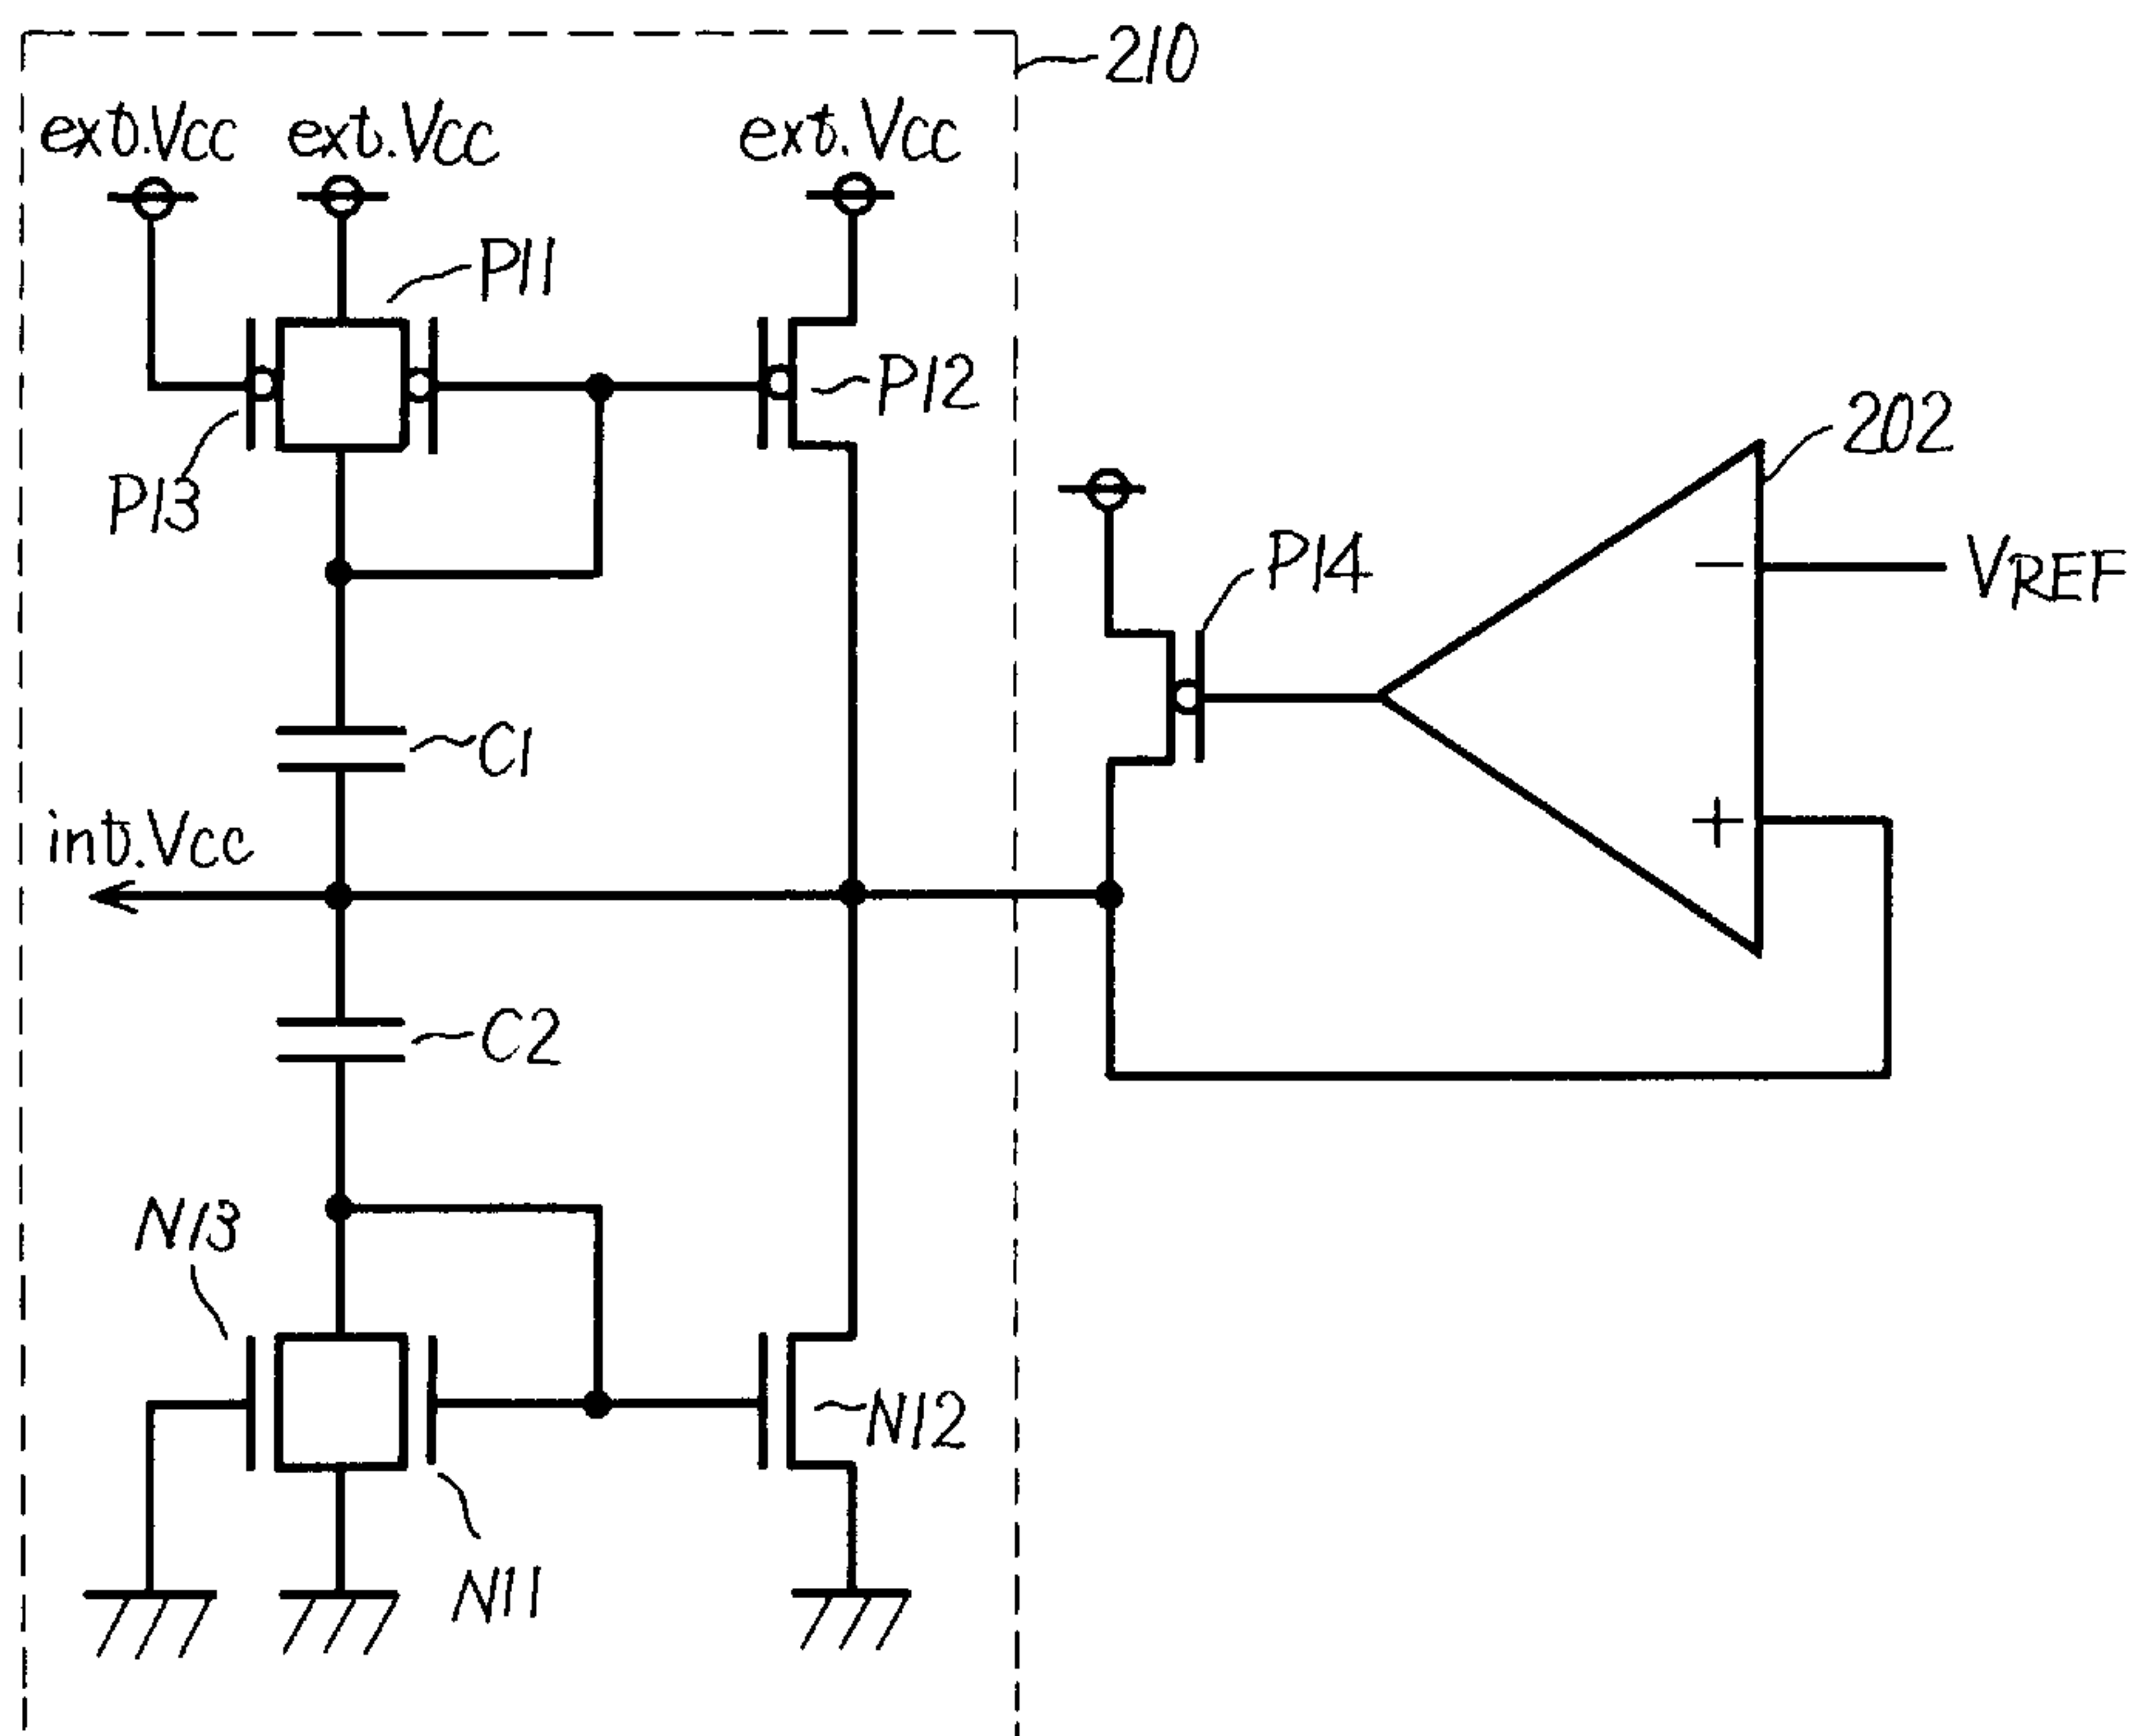 210
ext.Vcc ext.Vcc ext.Vcc
P11
P12
202
P13
P14
−
VREF
C1
int.Vcc
+
C2
N13
N12
N11